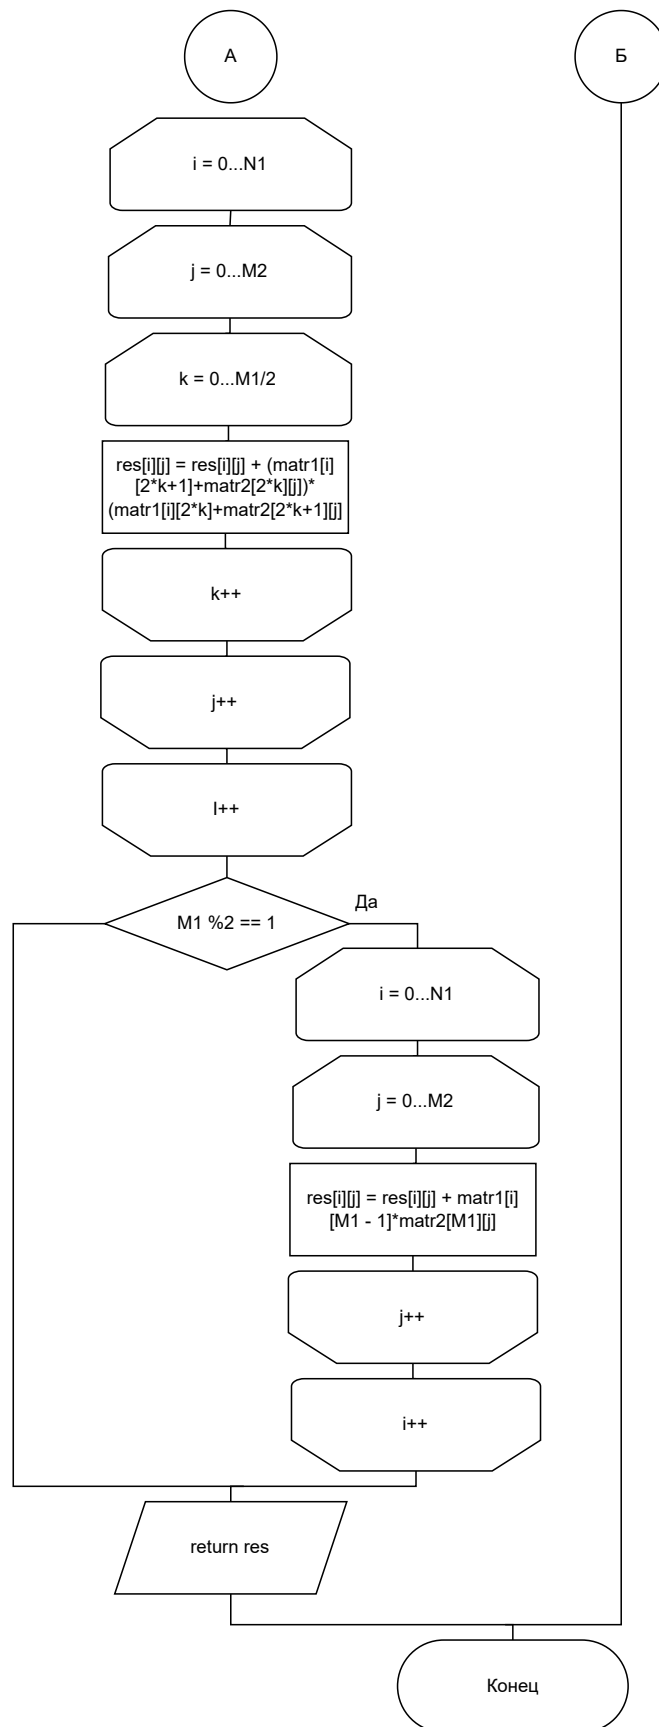 А
Б
i = 0...N1
j = 0...M2
k = 0...M1/2
res[i][j] = res[i][j] + (matr1[i]
[2*k+1]+matr2[2*k][j])*
(matr1[i][2*k]+matr2[2*k+1][j]
k++
j++
I++
M1 %2 == 1
Да
i = 0...N1
j = 0...M2
res[i][j] = res[i][j] + matr1[i]
[M1 - 1]*matr2[M1][j]
j++
i++
return res
Конец